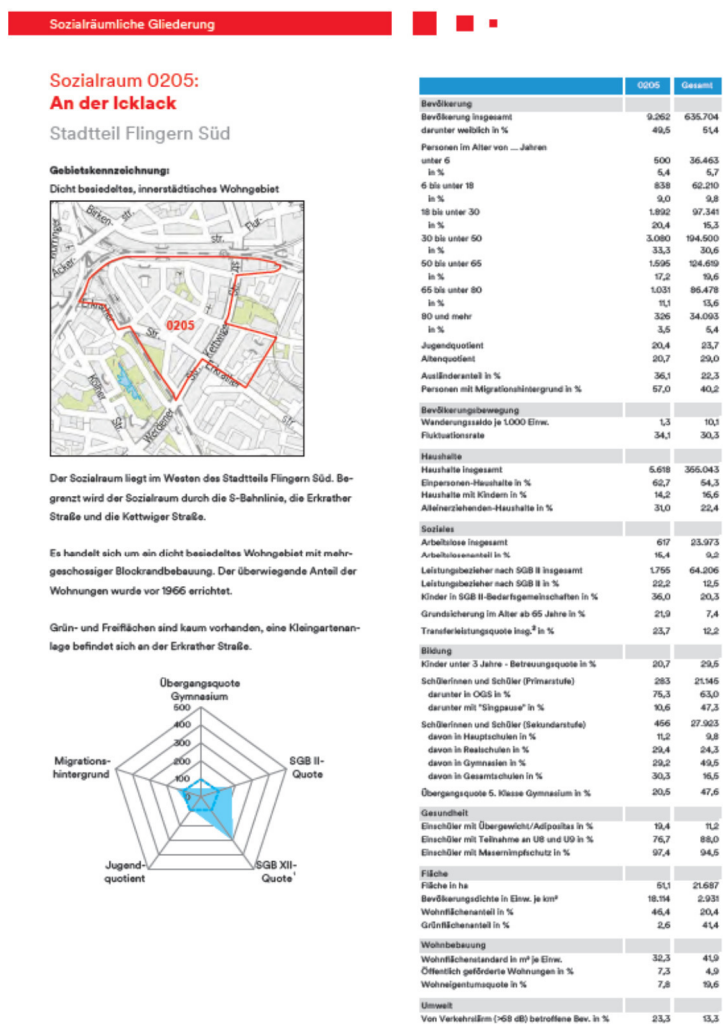 Sozialräumliche Gliederung
Sozialraum 0205:
An der Icklack
Stadtteil Flingern Süd
Gebietskennzeichnung:
Dicht besiedeltes, innerstädtisches Wohngebiet
Birken-
str.
Flur-
str.
Acker-
Str.
Erkrather
Str.
0205
Kettwiger
Str.
Erkrather
Kölner
Str.
Werdener
str.
Der Sozialraum liegt im Westen des Stadtteils Flingern Süd. Be-
grenzt wird der Sozialraum durch die S-Bahnlinie, die Erkrather
Straße und die Kettwiger Straße.
Es handelt sich um ein dicht besiedeltes Wohngebiet mit mehr-
geschossiger Blockrandbebauung. Der überwiegende Anteil der
Wohnungen wurde vor 1966 errichtet.
Grün- und Freiflächen sind kaum vorhanden, eine Kleingartenan-
lage befindet sich an der Erkrather Straße.
Übergangsquote
Gymnasium
500
400
300
200
100
0
Migrations-
hintergrund
SGB II-
Quote
Jugend-
quotient
SGB XII-
Quote¹
0205 Gesamt
Bevölkerung
Bevölkerung insgesamt 9.262 635.704
darunter weiblich in % 49,5 51,4
Personen im Alter von ... Jahren
unter 6 500 36.463
in % 5,4 5,7
6 bis unter 18 838 62.210
in % 9,0 9,8
18 bis unter 30 1.892 97.341
in % 20,4 15,3
30 bis unter 50 3.080 194.500
in % 33,3 30,6
50 bis unter 65 1.595 124.619
in % 17,2 19,6
65 bis unter 80 1.031 86.478
in % 11,1 13,6
80 und mehr 326 34.093
in % 3,5 5,4
Jugendquotient 20,4 23,7
Altenquotient 20,7 29,0
Ausländeranteil in % 36,1 22,3
Personen mit Migrationshintergrund in % 57,0 40,2
Bevölkerungsbewegung
Wanderungssaldo je 1.000 Einw. 1,3 10,1
Fluktuationsrate 34,1 30,3
Haushalte
Haushalte insgesamt 5.618 355.043
Einpersonen-Haushalte in % 62,7 54,3
Haushalte mit Kindern in % 14,2 16,6
Alleinerziehenden-Haushalte in % 31,0 22,4
Soziales
Arbeitslose insgesamt 617 23.973
Arbeitslosenanteil in % 15,4 9,2
Leistungsbezieher nach SGB II insgesamt 1.755 64.206
Leistungsbezieher nach SGB II in % 22,2 12,5
Kinder in SGB II-Bedarfsgemeinschaften in % 36,0 20,3
Grundsicherung im Alter ab 65 Jahre in % 21,9 7,4
Transferleistungsquote insg.² in % 23,7 12,2
Bildung
Kinder unter 3 Jahre - Betreuungsquote in % 20,7 29,5
Schülerinnen und Schüler (Primarstufe) 283 21.145
darunter in OGS in % 75,3 63,0
darunter mit "Singpause" in % 10,6 47,3
Schülerinnen und Schüler (Sekundarstufe) 456 27.923
davon in Hauptschulen in % 11,2 9,8
davon in Realschulen in % 29,4 24,3
davon in Gymnasien in % 29,2 49,5
davon in Gesamtschulen in % 30,3 16,5
Übergangsquote 5. Klasse Gymnasium in % 20,5 47,6
Gesundheit
Einschüler mit Übergewicht/Adipositas in % 19,4 11,2
Einschüler mit Teilnahme an U8 und U9 in % 76,7 88,0
Einschüler mit Masernimpfschutz in % 97,4 94,5
Fläche
Fläche in ha 51,1 21.687
Bevölkerungsdichte in Einw. je km² 18.114 2.931
Wohnflächenanteil in % 46,4 20,4
Grünflächenanteil in % 2,6 41,4
Wohnbebauung
Wohnflächenstandard in m² je Einw. 32,3 41,9
Öffentlich geförderte Wohnungen in % 7,3 4,9
Wohneigentumsquote in % 7,8 19,6
Umwelt
Von Verkehrslärm (>68 dB) betroffene Bev. in % 23,3 13,3